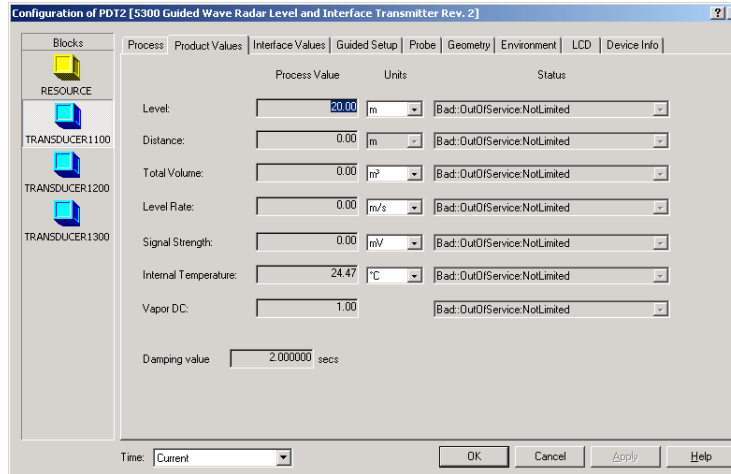 Configuration of PDT2 [5300 Guided Wave Radar Level and Interface Transmitter Rev. 2]
Blocks
RESOURCE
TRANSDUCER1100
TRANSDUCER1200
TRANSDUCER1300
Process Product Values Interface Values Guided Setup Probe Geometry Environment LCD Device Info
Process Value Units Status
Level: 20.00 m Bad::OutOfService:NotLimited
Distance: 0.00 m Bad::OutOfService:NotLimited
Total Volume: 0.00 m³ Bad::OutOfService:NotLimited
Level Rate: 0.00 m/s Bad::OutOfService:NotLimited
Signal Strength: 0.00 mV Bad::OutOfService:NotLimited
Internal Temperature: 24.47 °C Bad::OutOfService:NotLimited
Vapor DC: 1.00 Bad::OutOfService:NotLimited
Damping value 2.000000 secs
Time: Current OK Cancel Apply Help